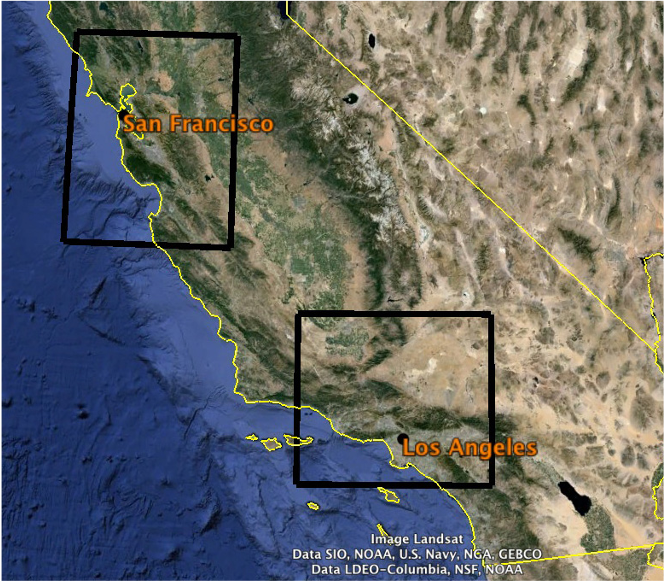 San Francisco
Los Angeles
Image Landsat
Data SIO, NOAA, U.S. Navy, NGA, GEBCO
Data LDEO-Columbia, NSF, NOAA